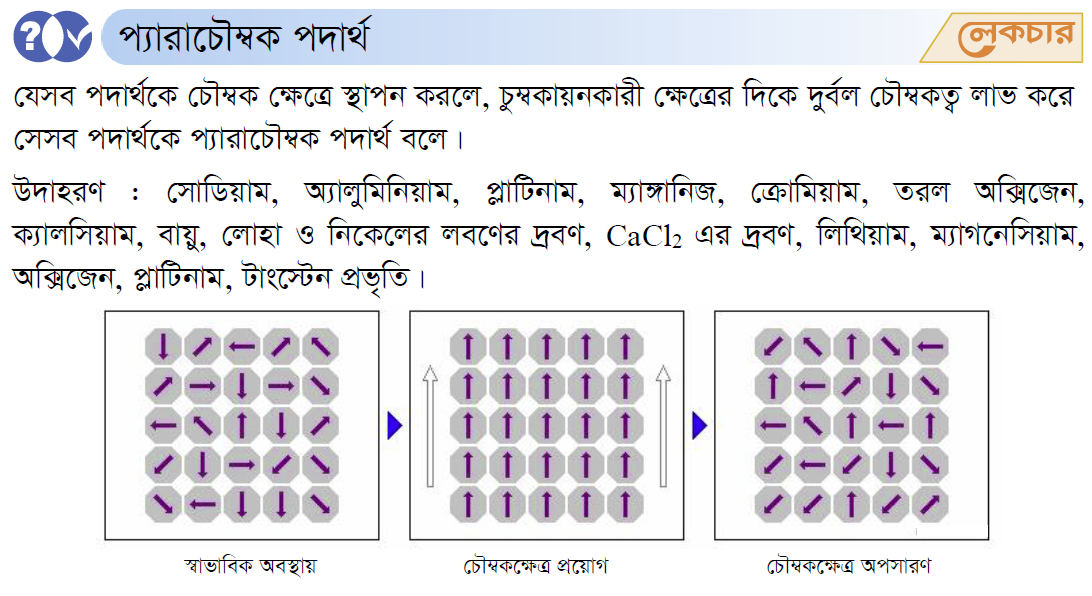 প্যারাচৌম্বক পদার্থ
লেকচার
যেসব পদার্থকে চৌম্বক ক্ষেত্রে স্থাপন করলে, চুম্বকায়নকারী ক্ষেত্রের দিকে দুর্বল চৌম্বকত্ব লাভ করে
সেসব পদার্থকে প্যারাচৌম্বক পদার্থ বলে।
উদাহরণ : সোডিয়াম, অ্যালুমিনিয়াম, প্লাটিনাম, ম্যাঙ্গানিজ, ক্রোমিয়াম, তরল অক্সিজেন,
ক্যালসিয়াম, বায়ু, লোহা ও নিকেলের লবণের দ্রবণ, CaCl₂ এর দ্রবণ, লিথিয়াম, ম্যাগনেসিয়াম,
অক্সিজেন, প্লাটিনাম, টাংস্টেন প্রভৃতি।
স্বাভাবিক অবস্থায়
চৌম্বকক্ষেত্র প্রয়োগ
চৌম্বকক্ষেত্র অপসারণ